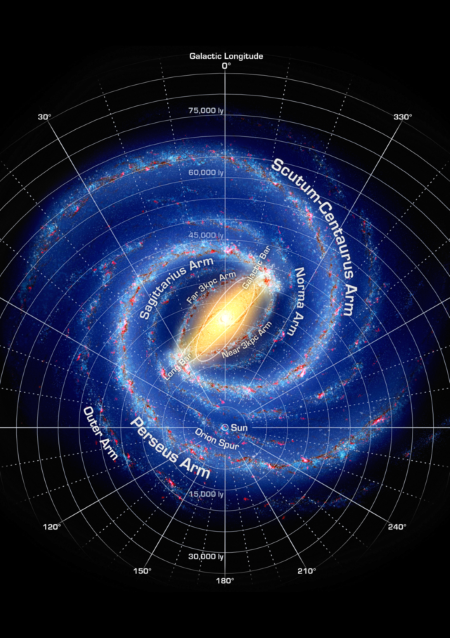 Galactic Longitude
0°
30°
330°
75,000 ly
60,000 ly
Scutum-Centaurus Arm
45,000 ly
Sagittarius Arm
Far 3kpc Arm
Galactic Bar
Norma Arm
Near 3kpc Arm
Long Bar
Sun
Orion Spur
Outer Arm
Perseus Arm
15,000 ly
120°
240°
30,000 ly
150°
210°
180°